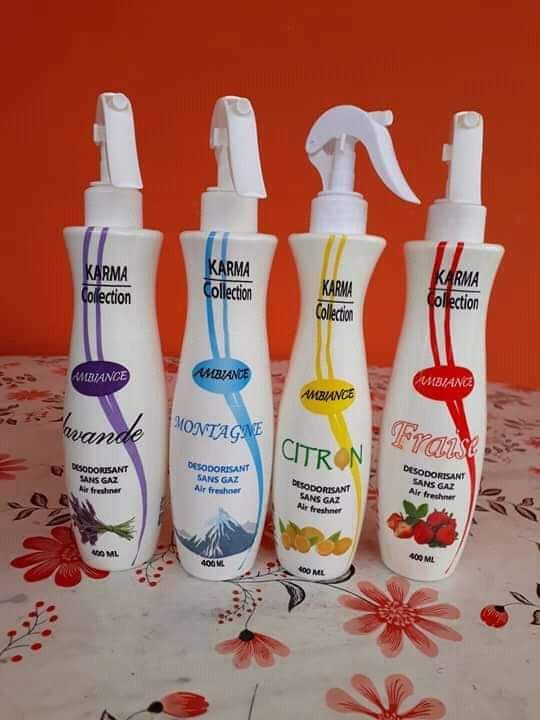 KARMA
Collection
AMBIANCE
lavande
DESODORISANT
SANS GAZ
Air freshner
400 ML
KARMA
Collection
AMBIANCE
MONTAGNE
DESODORISANT
SANS GAZ
Air freshner
400 ML
KARMA
Collection
AMBIANCE
CITRON
DESODORISANT
SANS GAZ
Air freshner
400 ML
KARMA
Collection
AMBIANCE
Fraise
DESODORISANT
SANS GAZ
Air freshner
400 ML